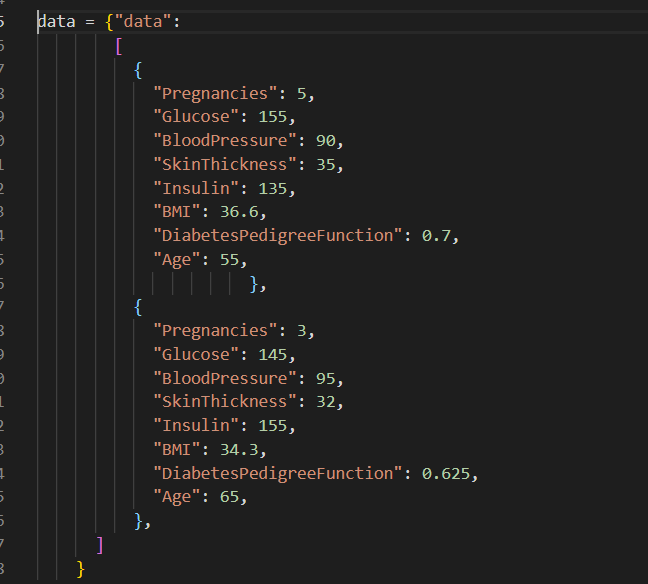 data = {"data":
[
{
"Pregnancies": 5,
"Glucose": 155,
"BloodPressure": 90,
"SkinThickness": 35,
"Insulin": 135,
"BMI": 36.6,
"DiabetesPedigreeFunction": 0.7,
"Age": 55,
},
{
"Pregnancies": 3,
"Glucose": 145,
"BloodPressure": 95,
"SkinThickness": 32,
"Insulin": 155,
"BMI": 34.3,
"DiabetesPedigreeFunction": 0.625,
"Age": 65,
},
]
}